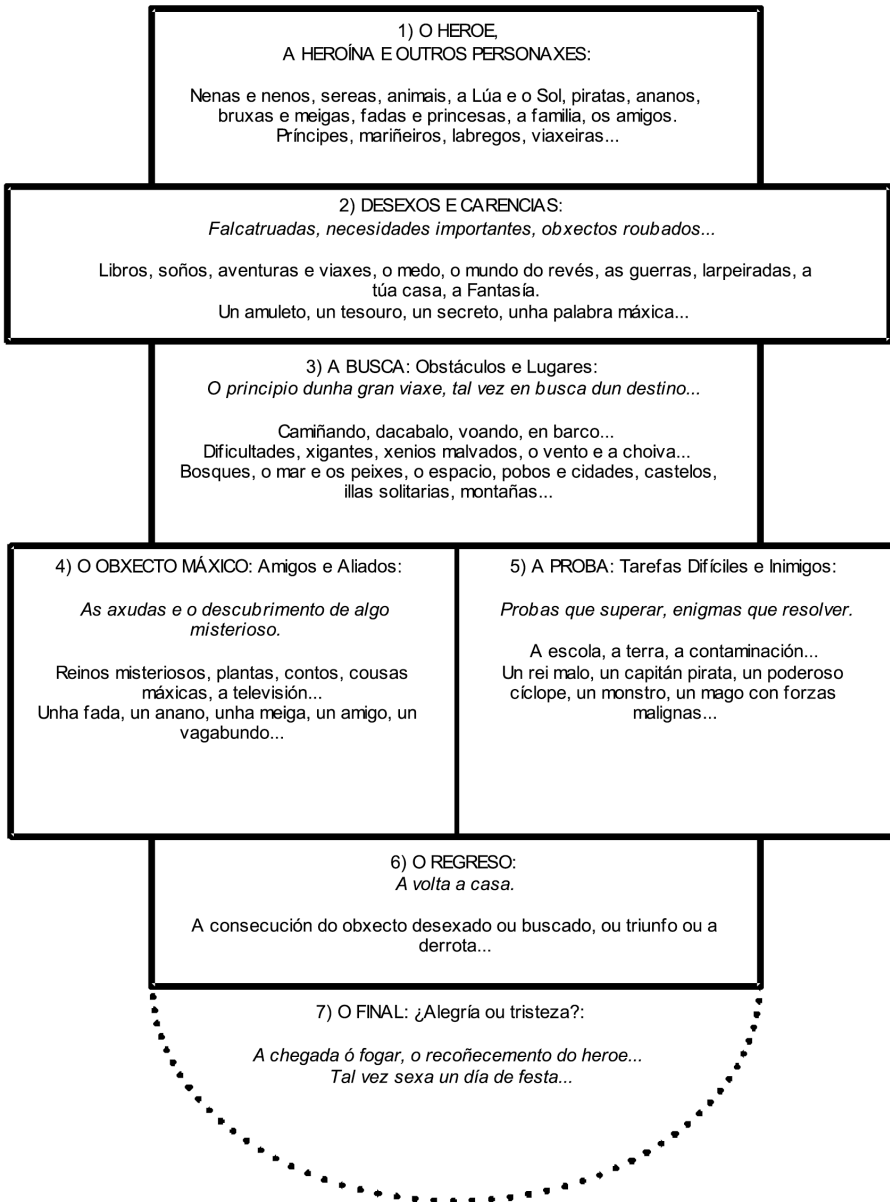 1) O HEROE,
A HEROÍNA E OUTROS PERSONAXES:
Nenas e nenos, sereas, animais, a Lúa e o Sol, piratas, ananos,
bruxas e meigas, fadas e princesas, a familia, os amigos.
Príncipes, mariñeiros, labregos, viaxeiras...
2) DESEXOS E CARENCIAS:
Falcatruadas, necesidades importantes, obxectos roubados...
Libros, soños, aventuras e viaxes, o medo, o mundo do revés, as guerras, larpeiradas, a
túa casa, a Fantasía.
Un amuleto, un tesouro, un secreto, unha palabra máxica...
3) A BUSCA: Obstáculos e Lugares:
O principio dunha gran viaxe, tal vez en busca dun destino...
Camiñando, dacabalo, voando, en barco...
Dificultades, xigantes, xenios malvados, o vento e a choiva...
Bosques, o mar e os peixes, o espacio, pobos e cidades, castelos,
illas solitarias, montañas...
4) O OBXECTO MÁXICO: Amigos e Aliados:
As axudas e o descubrimento de algo
misterioso.
Reinos misteriosos, plantas, contos, cousas
máxicas, a televisión...
Unha fada, un anano, unha meiga, un amigo, un
vagabundo...
5) A PROBA: Tarefas Difíciles e Inimigos:
Probas que superar, enigmas que resolver.
A escola, a terra, a contaminación...
Un rei malo, un capitán pirata, un poderoso
cíclope, un monstro, un mago con forzas
malignas...
6) O REGRESO:
A volta a casa.
A consecución do obxecto desexado ou buscado, ou triunfo ou a
derrota...
7) O FINAL: ¿Alegría ou tristeza?:
A chegada ó fogar, o recoñecemento do heroe...
Tal vez sexa un día de festa...